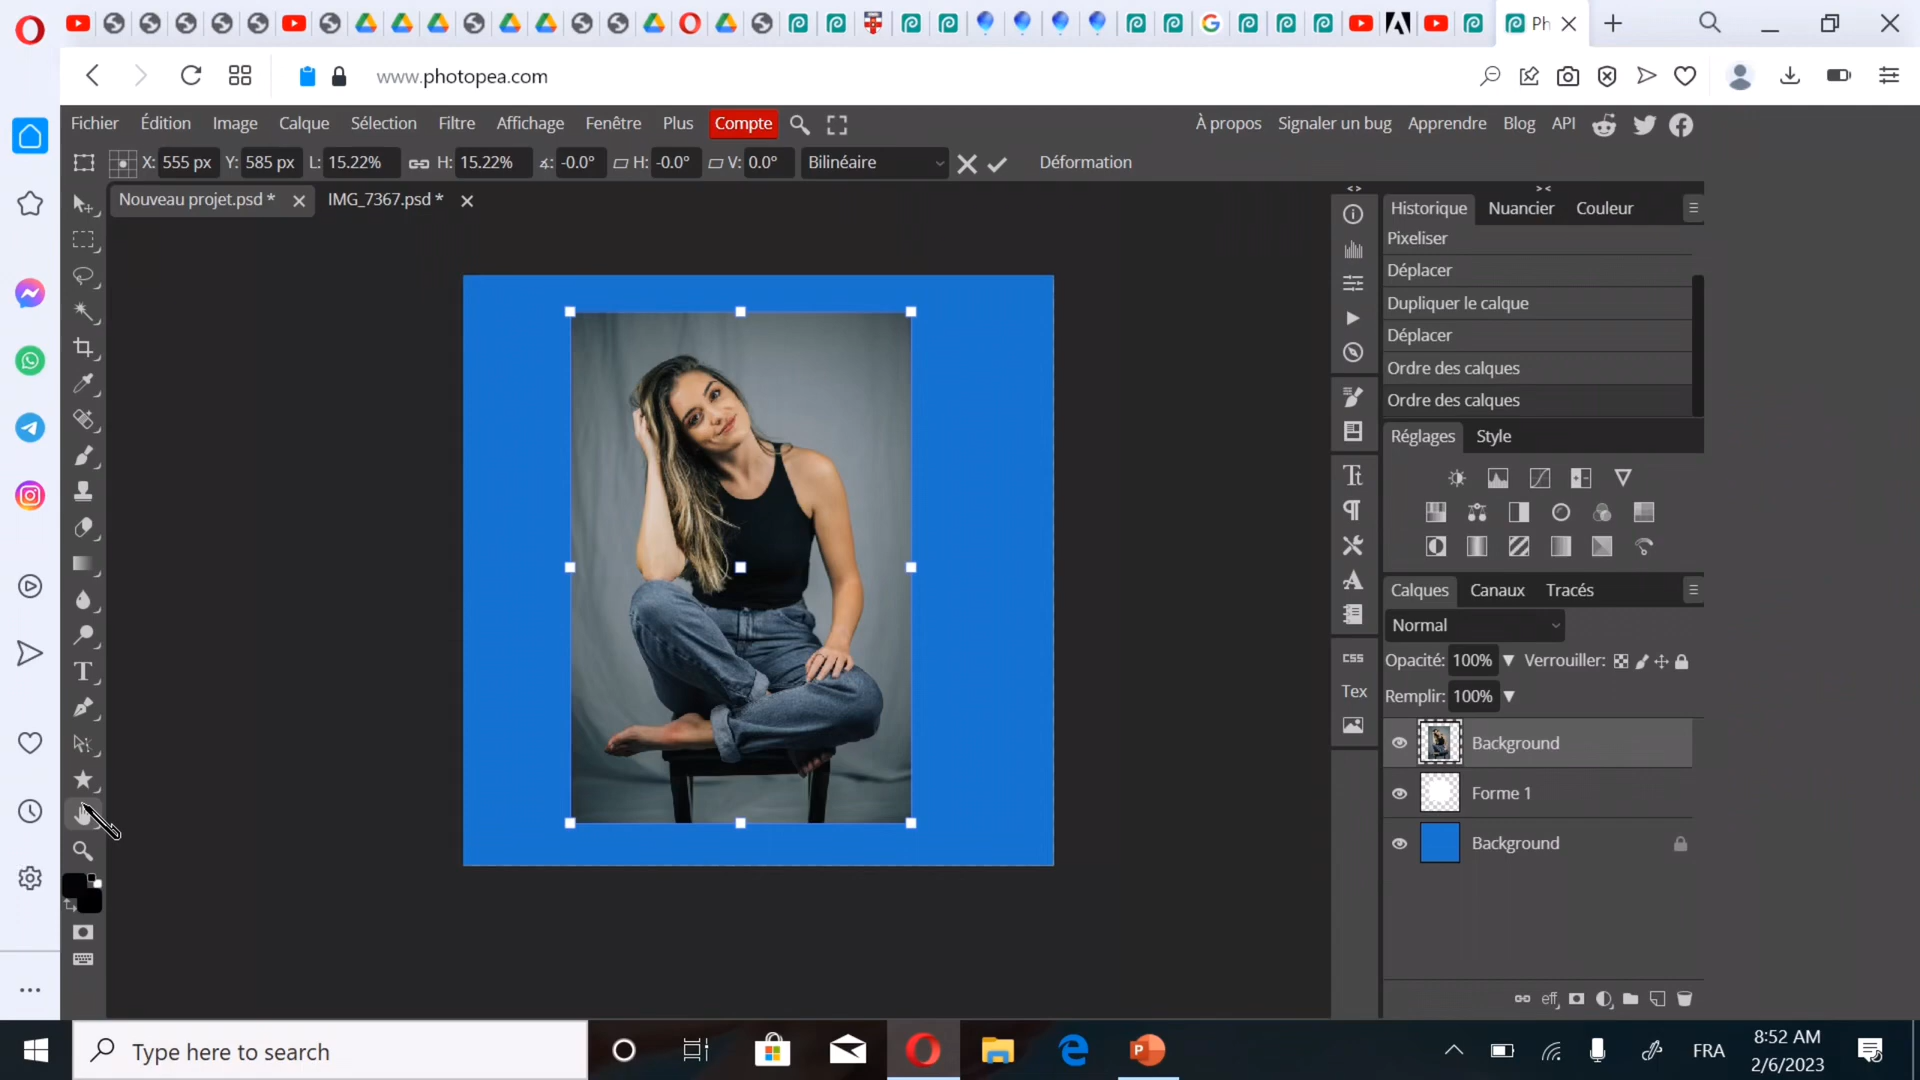 Ph
www.photopea.com
Fichier Édition Image Calque Sélection Filtre Affichage Fenêtre Plus Compte À propos Signaler un bug Apprendre Blog API
X: 555 px Y: 585 px L: 15.22% H: 15.22% -0.0° H: -0.0° V: 0.0° Bilinéaire Déformation
Nouveau projet.psd * IMG_7367.psd *
Historique Nuancier Couleur
Pixeliser
Déplacer
Dupliquer le calque
Déplacer
Ordre des calques
Ordre des calques
Réglages Style
Calques Canaux Tracés
Normal
Opacité: 100% Verrouiller:
Remplir: 100%
CSS
Tex
Background
Forme 1
Background
eff
Type here to search
FRA
8:52 AM
2/6/2023